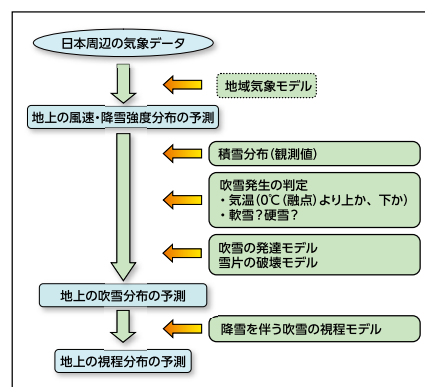 日本周辺の気象データ
地域気象モデル
地上の風速・降雪強度分布の予測
積雪分布(観測値)
吹雪発生の判定
・気温(0℃(融点)より上か、下か)
・軟雪?硬雪?
吹雪の発達モデル
雪片の破壊モデル
地上の吹雪分布の予測
降雪を伴う吹雪の視程モデル
地上の視程分布の予測